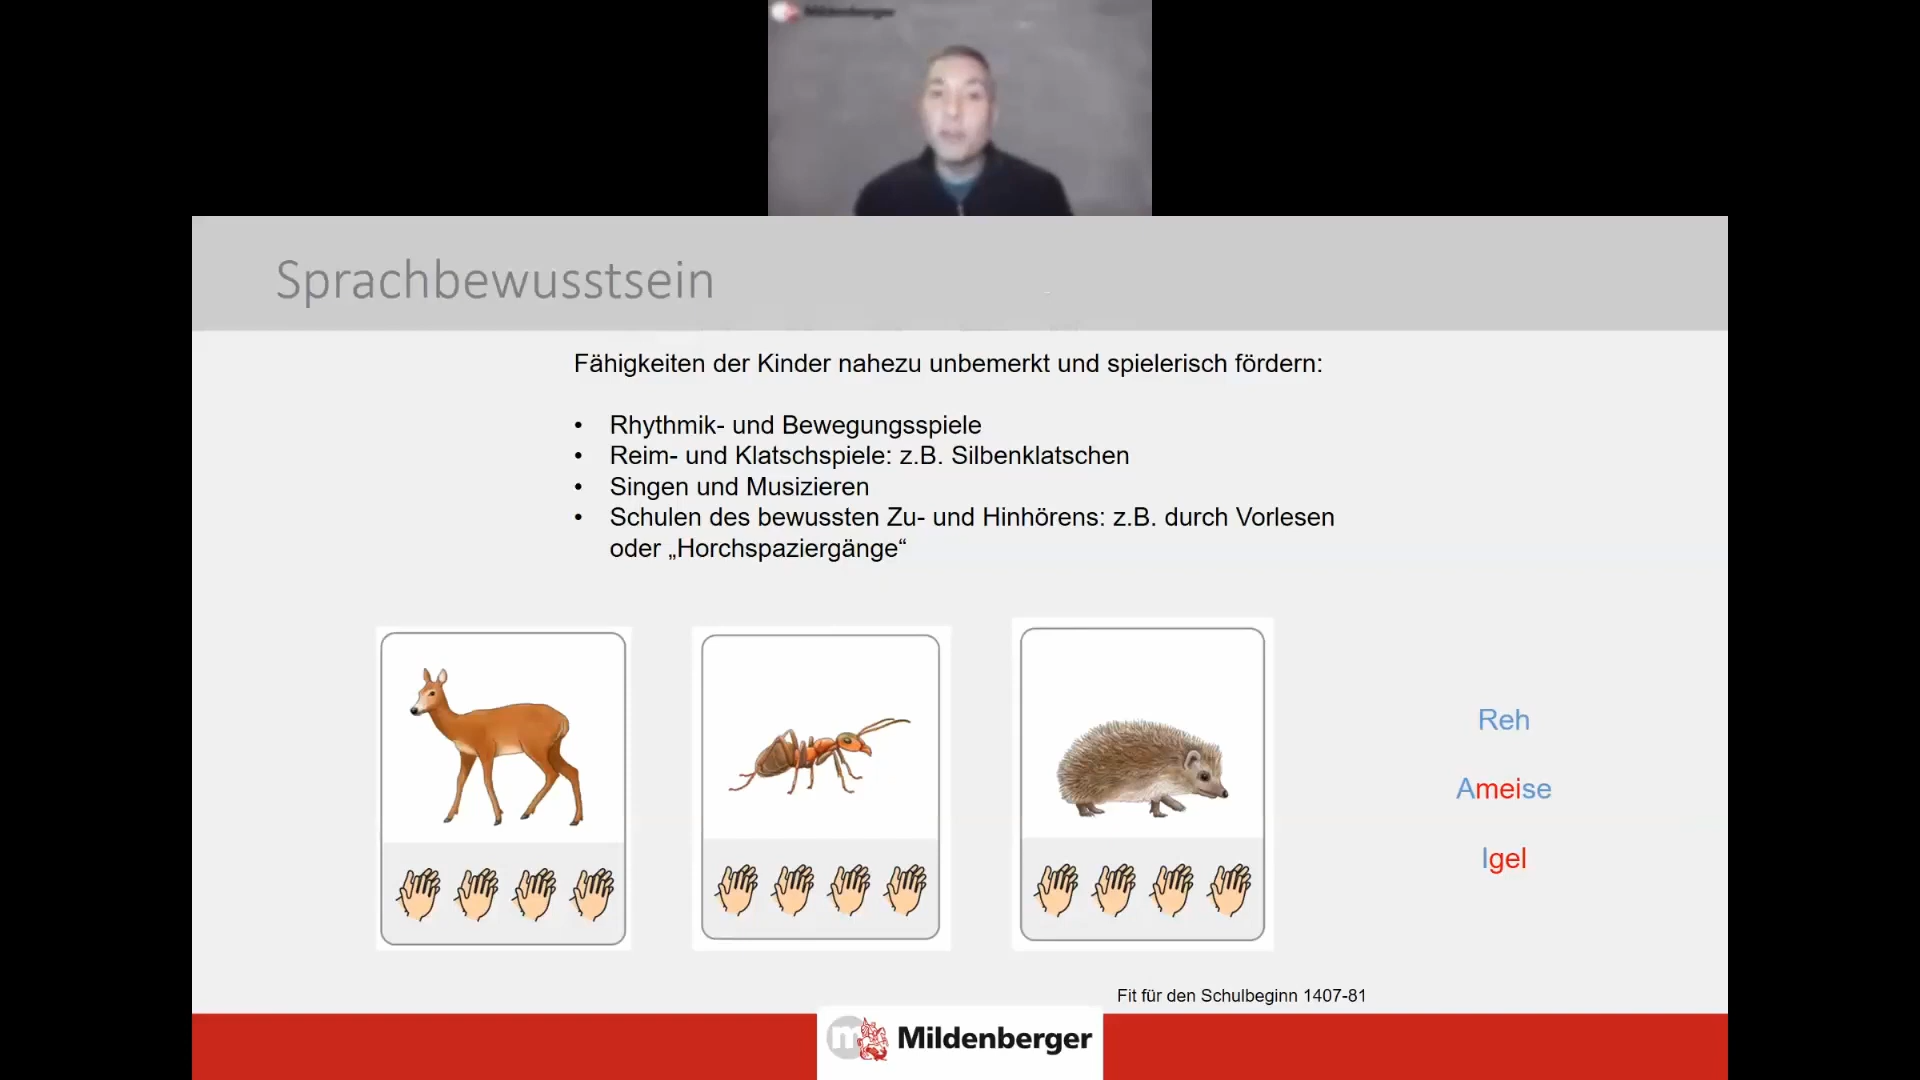 Mildenberger
Sprachbewusstsein
Fähigkeiten der Kinder nahezu unbemerkt und spielerisch fördern:
• Rhythmik- und Bewegungsspiele
• Reim- und Klatschspiele: z.B. Silbenklatschen
• Singen und Musizieren
• Schulen des bewussten Zu- und Hinhörens: z.B. durch Vorlesen
oder „Horchspaziergänge“
Reh
Ameise
Igel
Fit für den Schulbeginn 1407-81
m Mildenberger